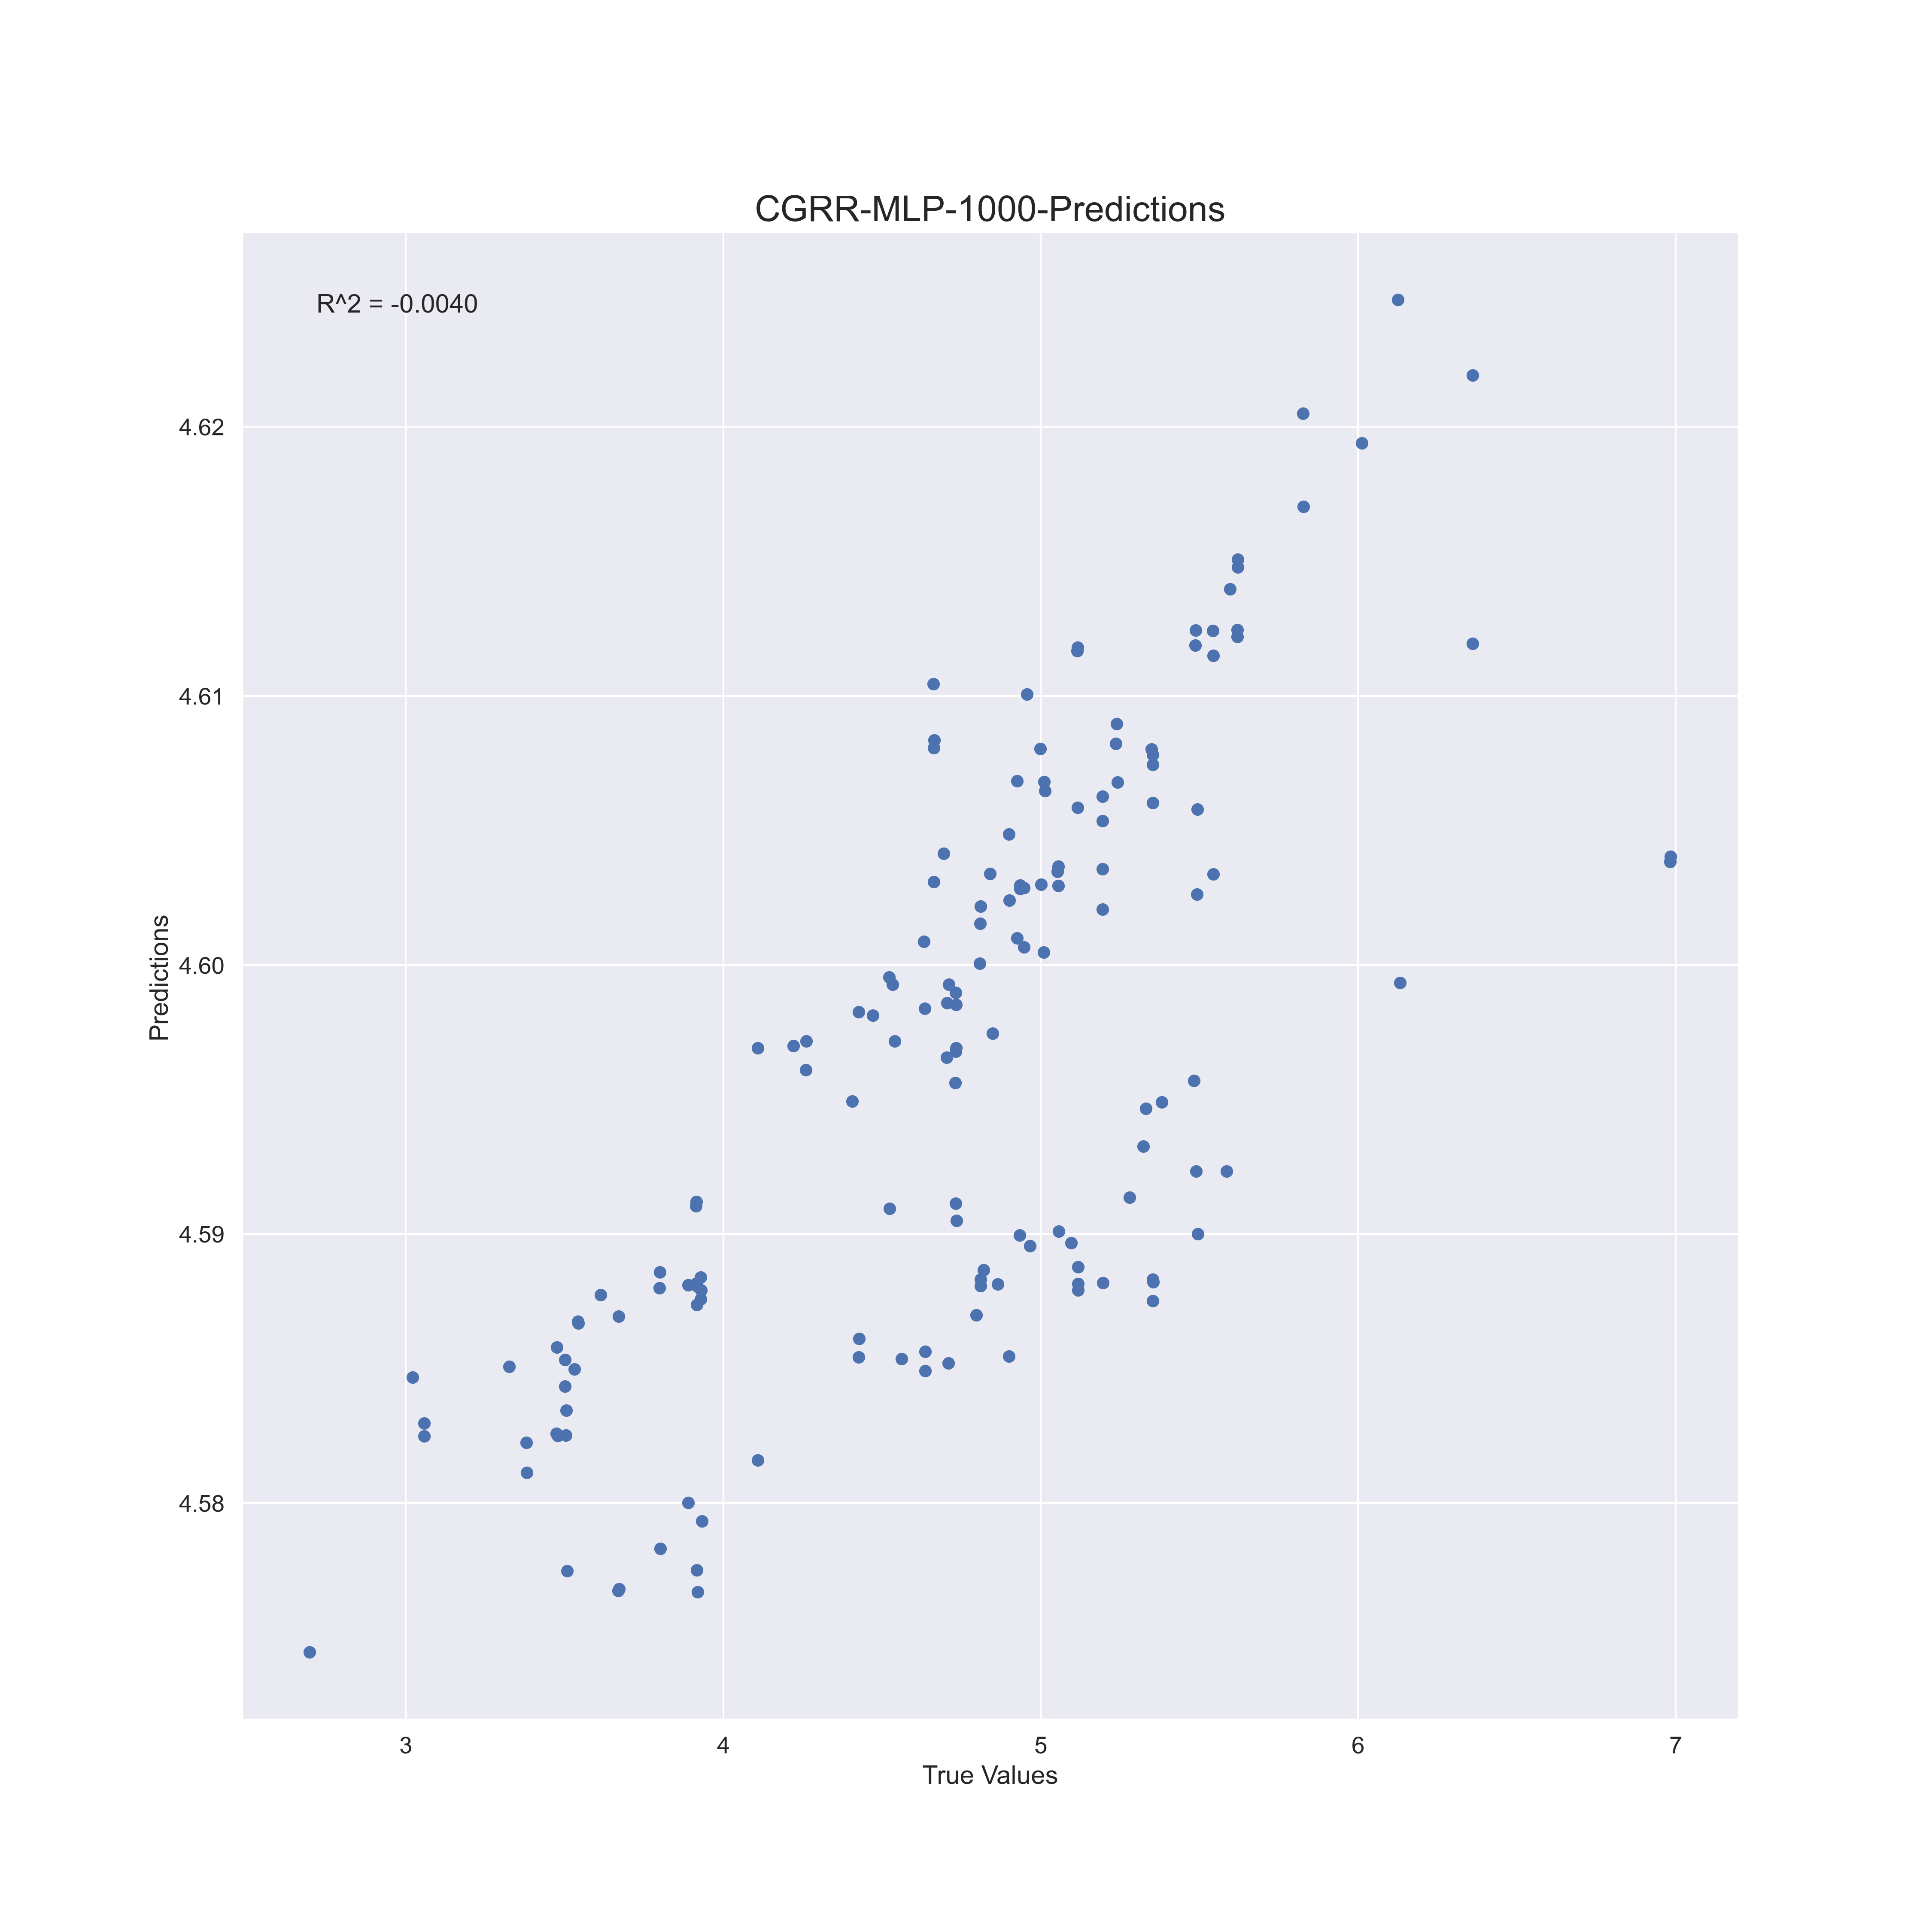 CGRR-MLP-1000-Predictions
R^2 = -0.0040
4.62
4.61
4.60
4.59
4.58
Predictions
3 4 5 6 7
True Values